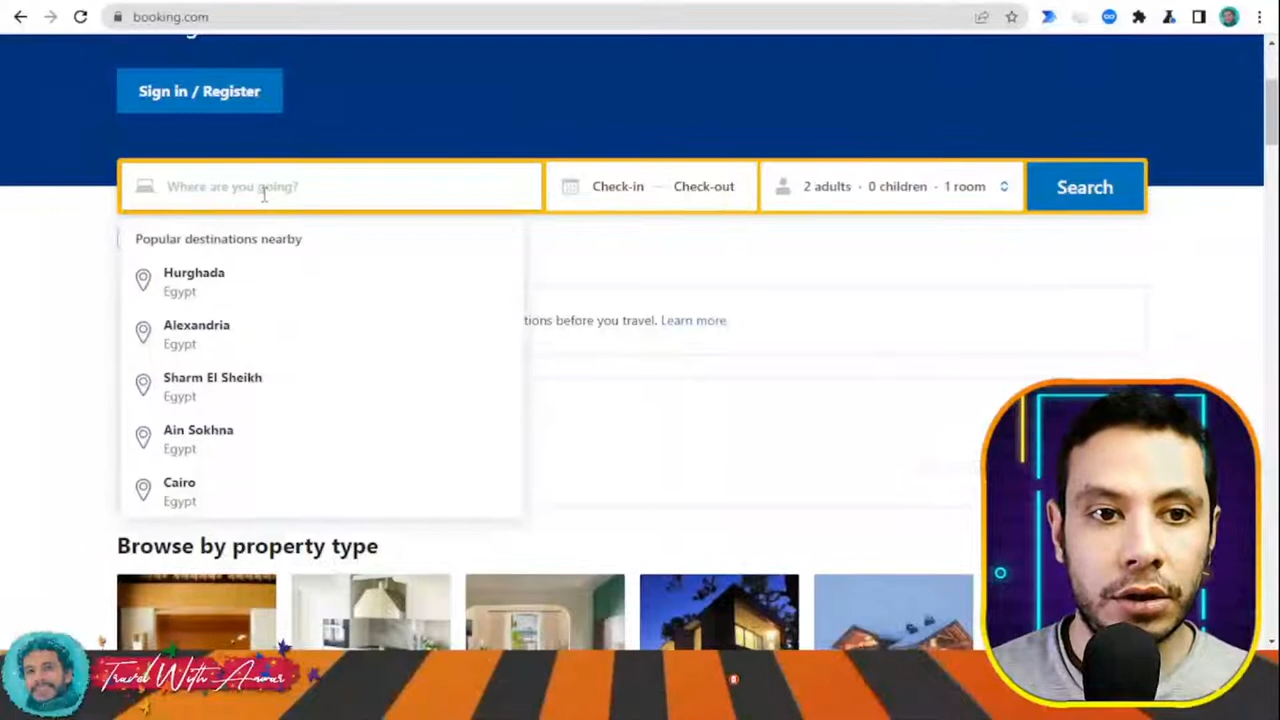 booking.com
Sign in / Register
Where are you going?
Check-in — Check-out
2 adults · 0 children · 1 room
Search
Popular destinations nearby
Hurghada
Egypt
Alexandria
Egypt
Sharm El Sheikh
Egypt
Ain Sokhna
Egypt
Cairo
Egypt
tions before you travel. Learn more
Browse by property type
Travel With Anwar